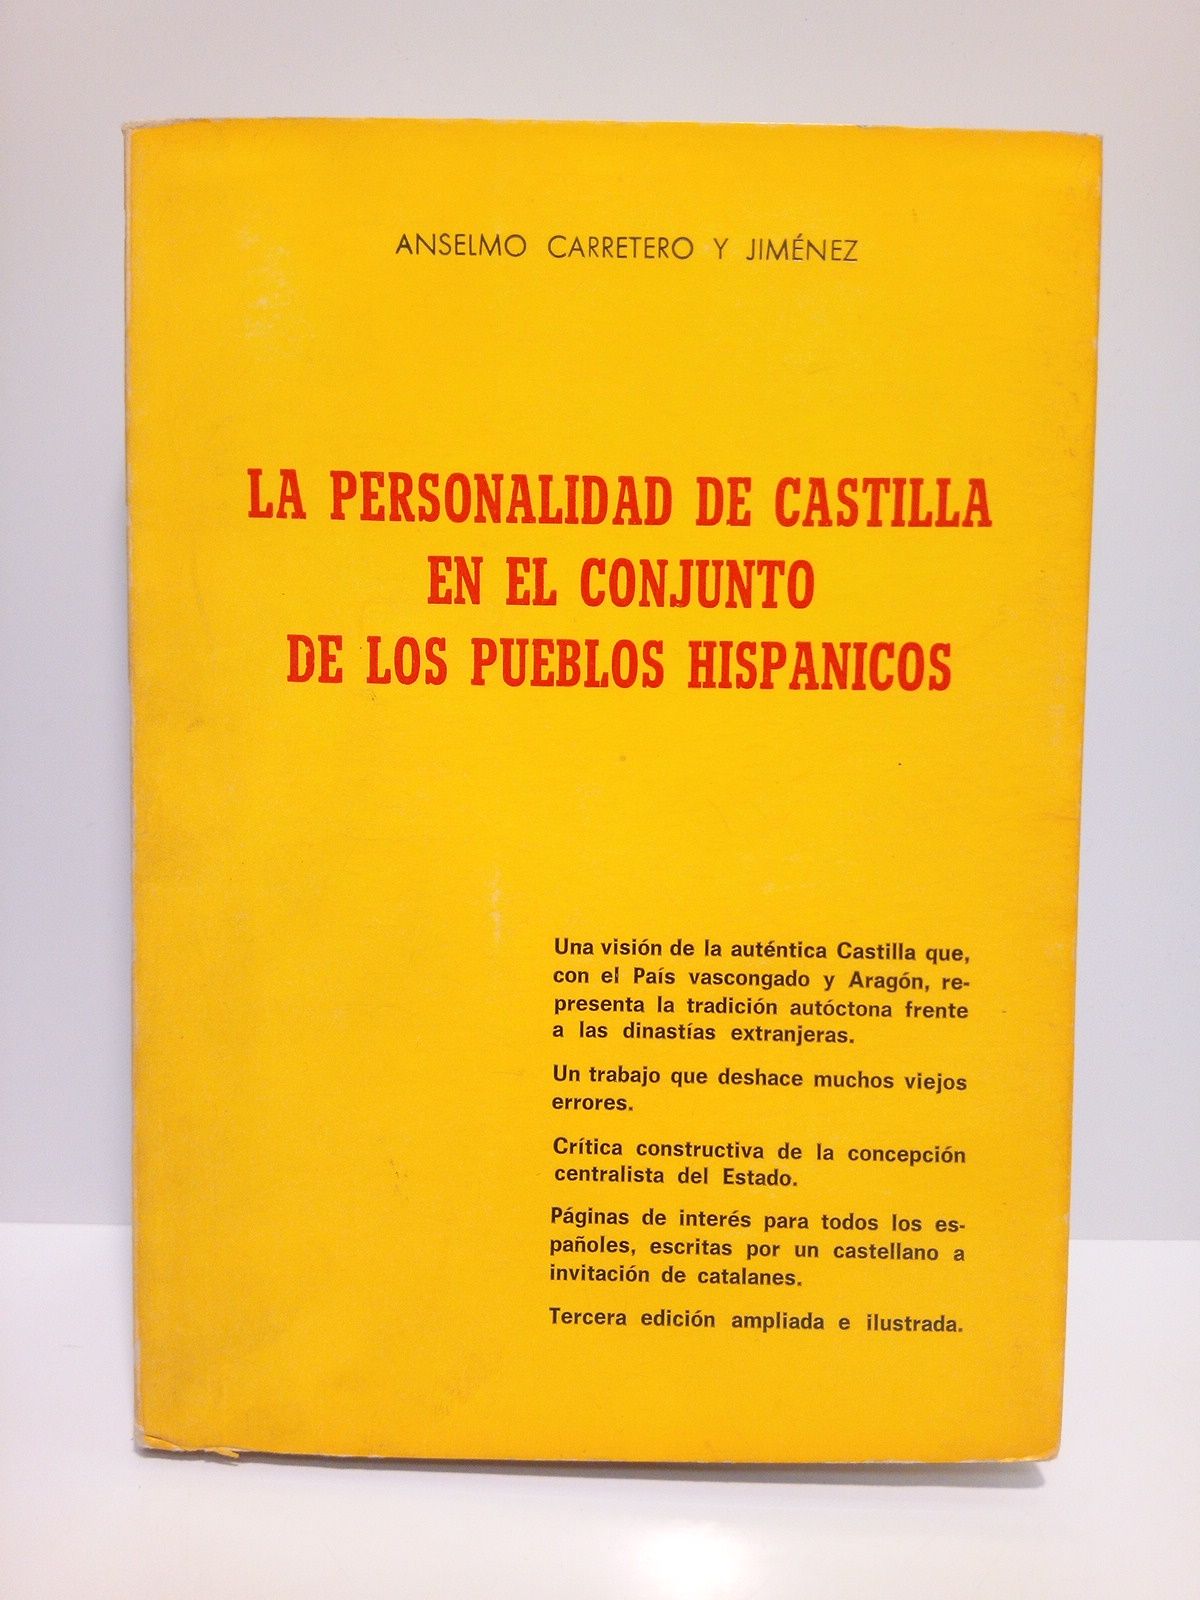 ANSELMO CARRETERO Y JIMÉNEZ
LA PERSONALIDAD DE CASTILLA
EN EL CONJUNTO
DE LOS PUEBLOS HISPANICOS
Una visión de la auténtica Castilla que,
con el País vascongado y Aragón, re-
presenta la tradición autóctona frente
a las dinastías extranjeras.
Un trabajo que deshace muchos viejos
errores.
Crítica constructiva de la concepción
centralista del Estado.
Páginas de interés para todos los es-
pañoles, escritas por un castellano a
invitación de catalanes.
Tercera edición ampliada e ilustrada.